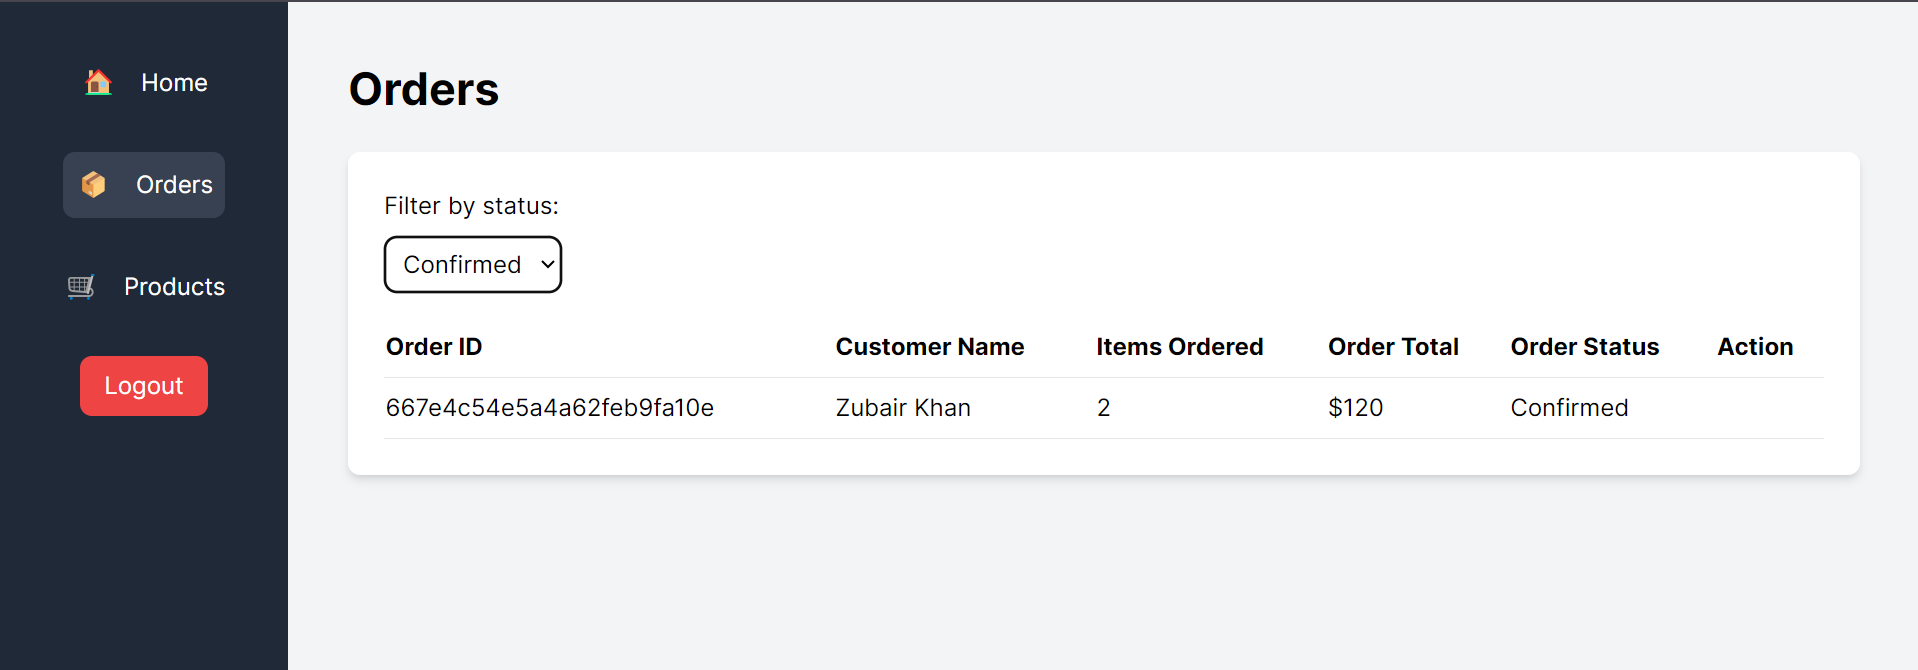 Home
Orders
Products
Logout
Orders
Filter by status:
Confirmed
Order ID Customer Name Items Ordered Order Total Order Status Action
667e4c54e5a4a62feb9fa10e Zubair Khan 2 $120 Confirmed